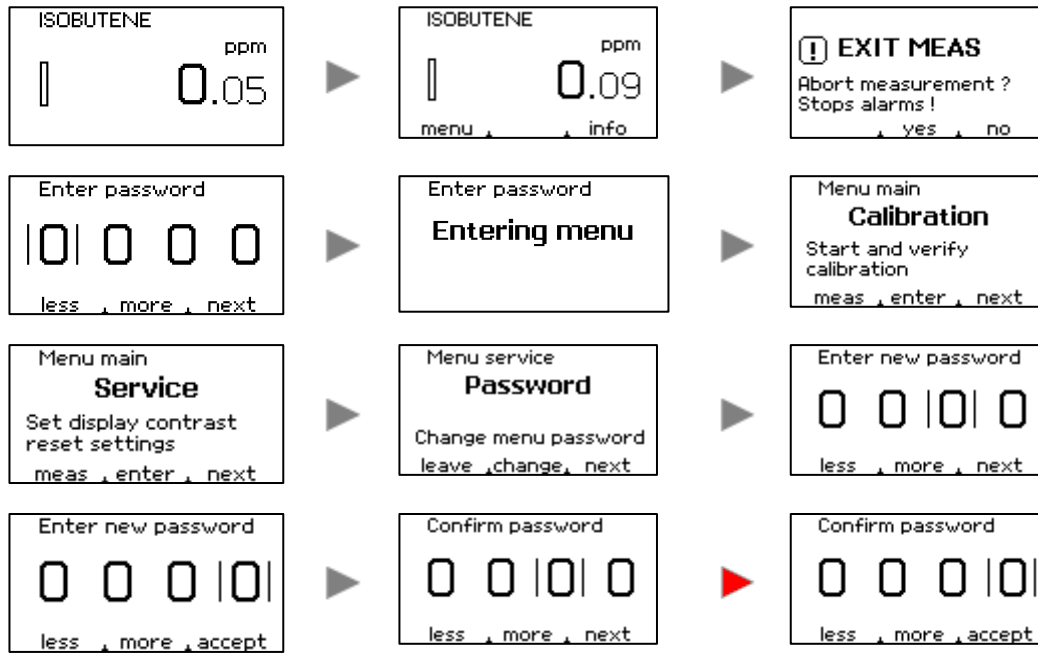 ISOBUTENE
ppm
0.05
ISOBUTENE
ppm
0.09
menu info
! EXIT MEAS
Abort measurement ?
Stops alarms !
yes no
Enter password
0 0 0 0
less more next
Enter password
Entering menu
Menu main
Calibration
Start and verify
calibration
meas enter next
Menu main
Service
Set display contrast
reset settings
meas enter next
Menu service
Password
Change menu password
leave change next
Enter new password
0 0 0 0
less more next
Enter new password
0 0 0 0
less more accept
Confirm password
0 0 0 0
less more next
Confirm password
0 0 0 0
less more accept